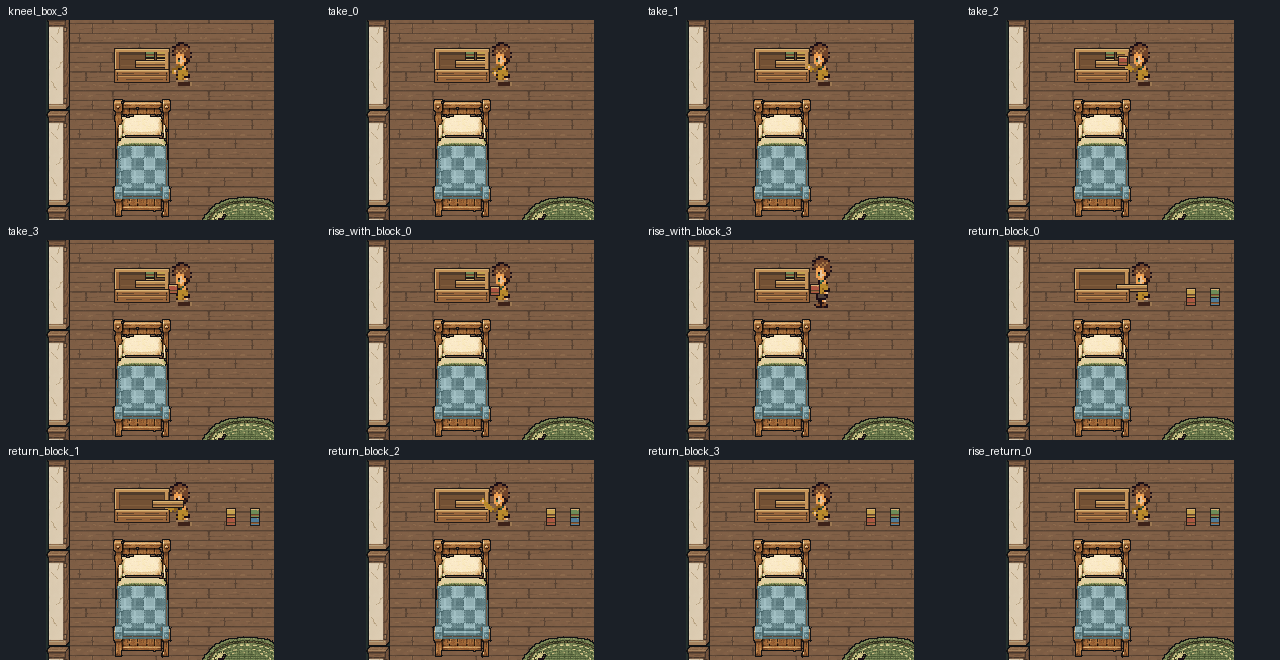 kneel_box_3
take_0
take_1
take_2
take_3
rise_with_block_0
rise_with_block_3
return_block_0
return_block_1
return_block_2
return_block_3
rise_return_0